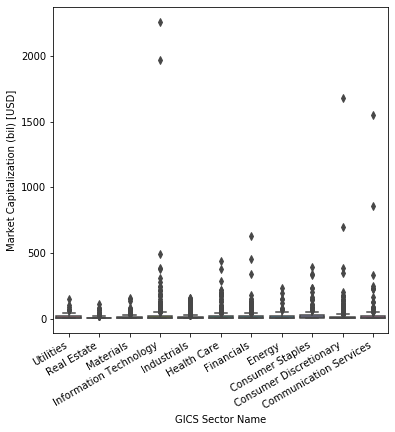 2000
1500
1000
500
0
Market Capitalization (bil) [USD]
Utilities
Real Estate
Materials
Information Technology
Industrials
Health Care
Financials
Energy
Consumer Staples
Consumer Discretionary
Communication Services
GICS Sector Name